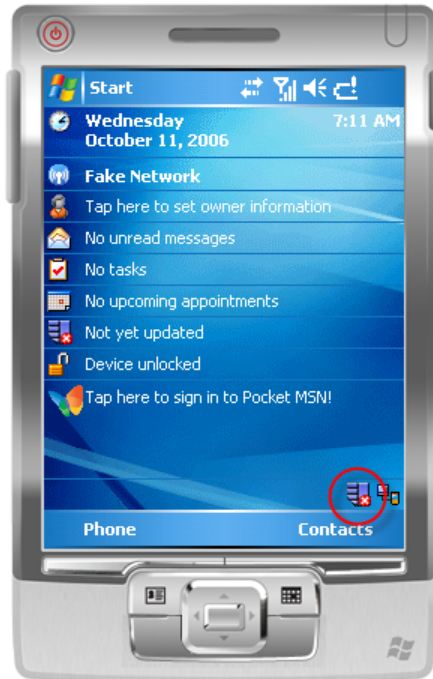 Start
Wednesday 7:11 AM
October 11, 2006
Fake Network
Tap here to set owner information
No unread messages
No tasks
No upcoming appointments
Not yet updated
Device unlocked
Tap here to sign in to Pocket MSN!
Phone Contacts